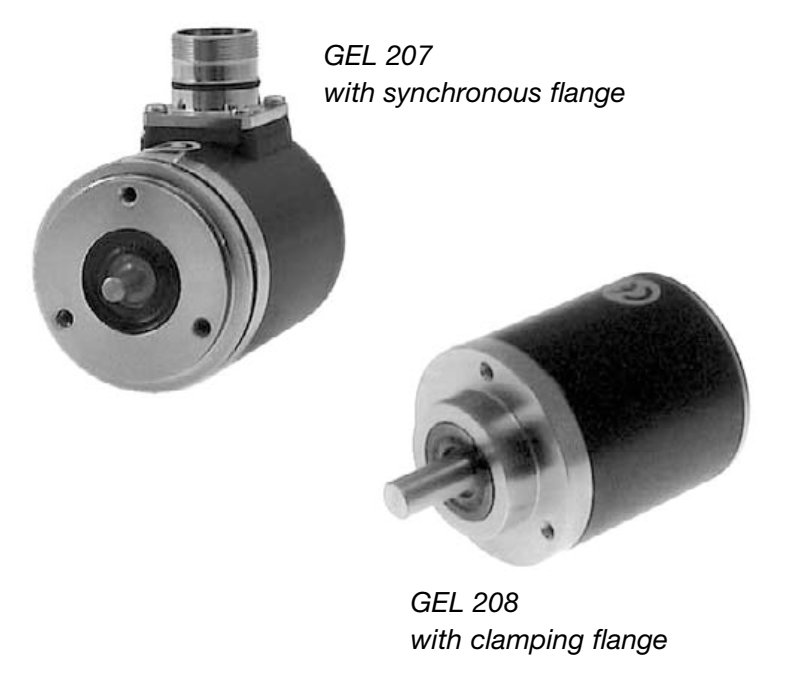 GEL 207
with synchronous flange
GEL 208
with clamping flange